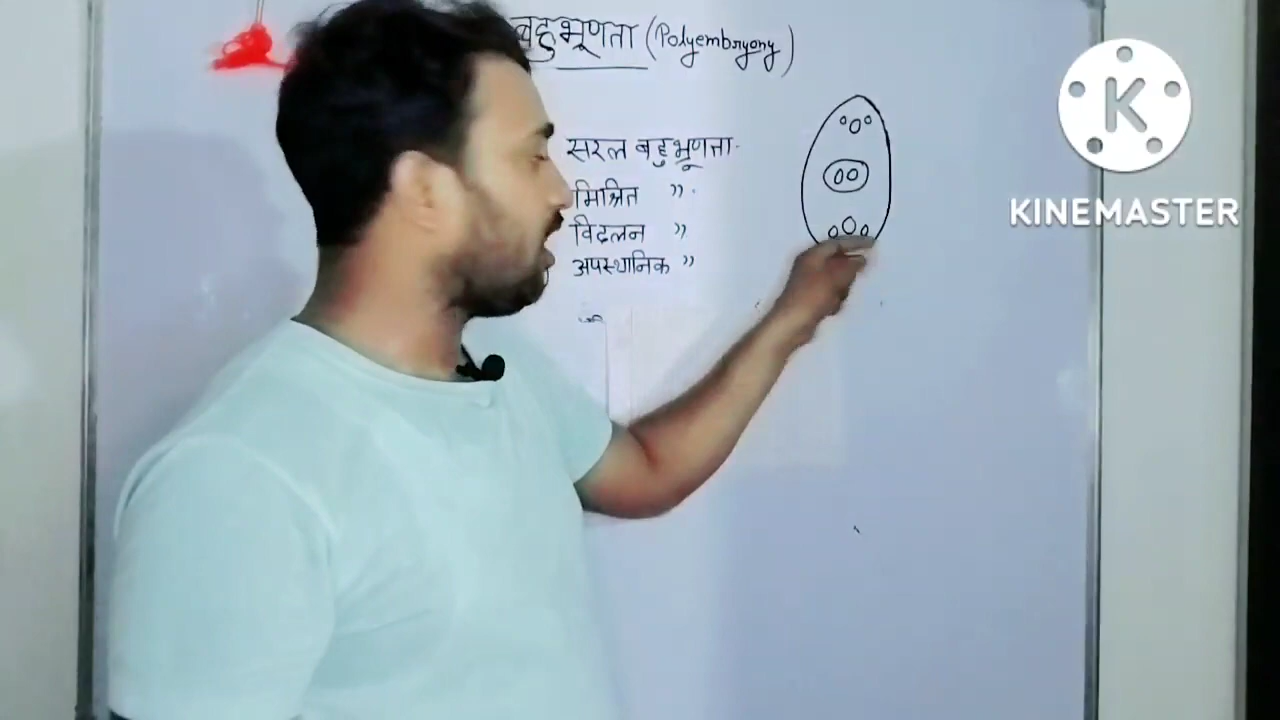 बहुभ्रूणता (Polyembryony)
सरल बहुभ्रूणता.
मिश्रित ”.
विदलन ”
अपस्थानिक ”
K
KINEMASTER